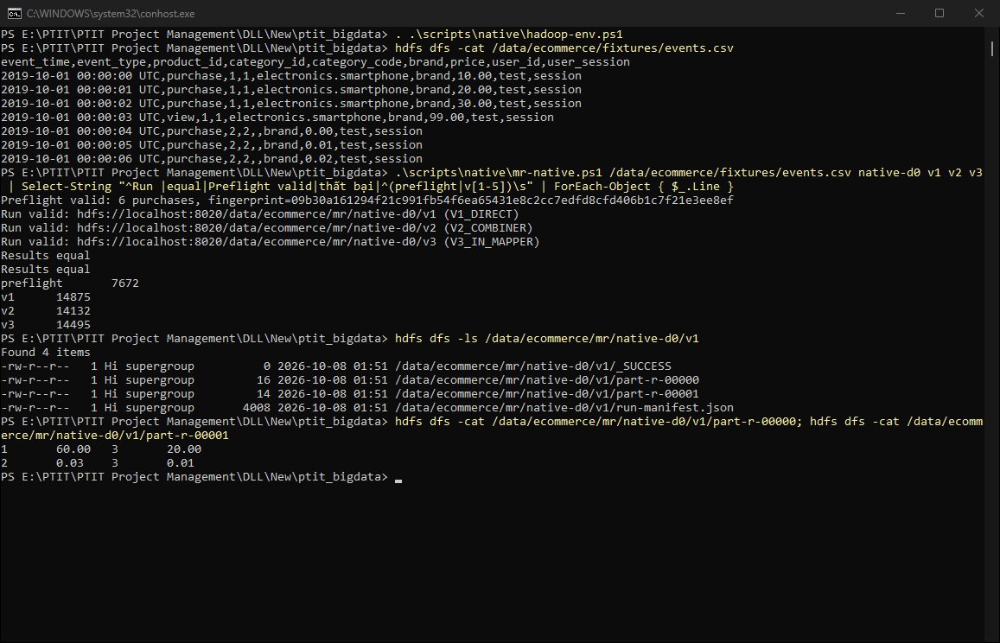 C:\WINDOWS\system32\conhost.exe
PS E:\PTIT\PTIT Project Management\DLL\New\ptit_bigdata> . .\scripts\native\hadoop-env.ps1
PS E:\PTIT\PTIT Project Management\DLL\New\ptit_bigdata> hdfs dfs -cat /data/ecommerce/fixtures/events.csv
event_time,event_type,product_id,category_id,category_code,brand,price,user_id,user_session
2019-10-01 00:00:00 UTC,purchase,1,1,electronics.smartphone,brand,10.00,test,session
2019-10-01 00:00:01 UTC,purchase,1,1,electronics.smartphone,brand,20.00,test,session
2019-10-01 00:00:02 UTC,purchase,1,1,electronics.smartphone,brand,30.00,test,session
2019-10-01 00:00:03 UTC,view,1,1,electronics.smartphone,brand,99.00,test,session
2019-10-01 00:00:04 UTC,purchase,2,2,,brand,0.00,test,session
2019-10-01 00:00:05 UTC,purchase,2,2,,brand,0.01,test,session
2019-10-01 00:00:06 UTC,purchase,2,2,,brand,0.02,test,session
PS E:\PTIT\PTIT Project Management\DLL\New\ptit_bigdata> .\scripts\native\mr-native.ps1 /data/ecommerce/fixtures/events.csv native-d0 v1 v2 v3
 | Select-String "^Run |equal|Preflight valid|thất bại|^(preflight|v[1-5])\s" | ForEach-Object { $_.Line }
Preflight valid: 6 purchases, fingerprint=09b30a161294f21c991fb54f6ea65431e8c2cc7edfd8cfd406b1c7f21e3ee8ef
Run valid: hdfs://localhost:8020/data/ecommerce/mr/native-d0/v1 (V1_DIRECT)
Run valid: hdfs://localhost:8020/data/ecommerce/mr/native-d0/v2 (V2_COMBINER)
Run valid: hdfs://localhost:8020/data/ecommerce/mr/native-d0/v3 (V3_IN_MAPPER)
Results equal
Results equal
preflight       7672
v1      14875
v2      14132
v3      14495
PS E:\PTIT\PTIT Project Management\DLL\New\ptit_bigdata> hdfs dfs -ls /data/ecommerce/mr/native-d0/v1
Found 4 items
-rw-r--r--   1 Hi supergroup          0 2026-10-08 01:51 /data/ecommerce/mr/native-d0/v1/_SUCCESS
-rw-r--r--   1 Hi supergroup         16 2026-10-08 01:51 /data/ecommerce/mr/native-d0/v1/part-r-00000
-rw-r--r--   1 Hi supergroup         14 2026-10-08 01:51 /data/ecommerce/mr/native-d0/v1/part-r-00001
-rw-r--r--   1 Hi supergroup       4008 2026-10-08 01:51 /data/ecommerce/mr/native-d0/v1/run-manifest.json
PS E:\PTIT\PTIT Project Management\DLL\New\ptit_bigdata> hdfs dfs -cat /data/ecommerce/mr/native-d0/v1/part-r-00000; hdfs dfs -cat /data/ecomm
erce/mr/native-d0/v1/part-r-00001
1       60.00   3       20.00
2       0.03    3       0.01
PS E:\PTIT\PTIT Project Management\DLL\New\ptit_bigdata>